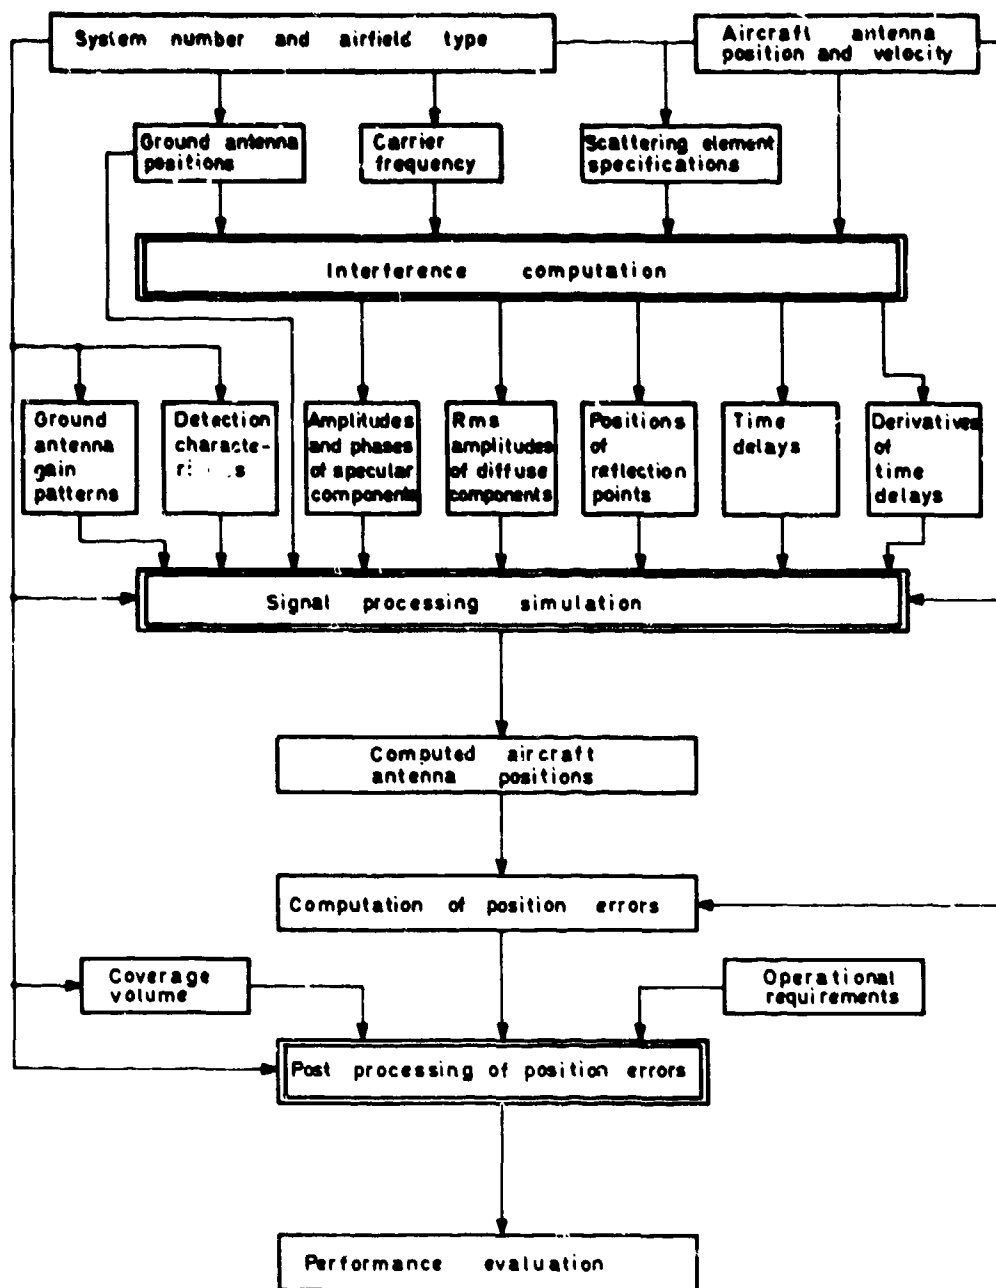 System number and airfield type
Aircraft antenna
position and velocity
Ground antenna
positions
Carrier
frequency
Scattering element
specifications
Interference computation
Ground
antenna
gain
patterns
Detection
characte-
Amplitudes
and phases
of specular
components
Rms
amplitudes
of diffuse
components
Positions
of
reflection
points
Time
delays
Derivatives
of
time
delays
Signal processing simulation
Computed aircraft
antenna positions
Computation of position errors
Coverage
volume
Operational
requirements
Post processing of position errors
Performance evaluation